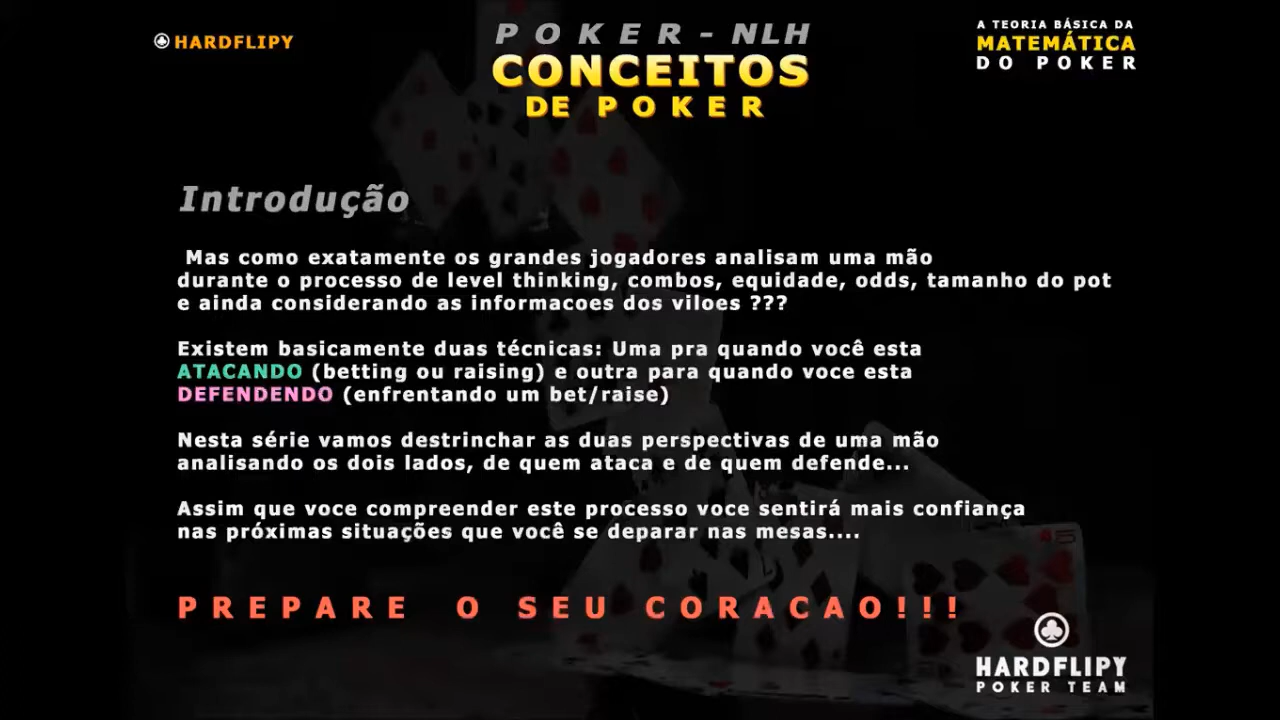 HARDFLIPY
POKER - NLH
CONCEITOS
DE POKER
A TEORIA BÁSICA DA
MATEMÁTICA
DO POKER
Introdução
Mas como exatamente os grandes jogadores analisam uma mão
durante o processo de level thinking, combos, equidade, odds, tamanho do pot
e ainda considerando as informacoes dos viloes ???
Existem basicamente duas técnicas: Uma pra quando você esta
ATACANDO (betting ou raising) e outra para quando voce esta
DEFENDENDO (enfrentando um bet/raise)
Nesta série vamos destrinchar as duas perspectivas de uma mão
analisando os dois lados, de quem ataca e de quem defende...
Assim que voce compreender este processo voce sentirá mais confiança
nas próximas situações que você se deparar nas mesas....
PREPARE O SEU CORACAO!!!
HARDFLIPY
POKER TEAM